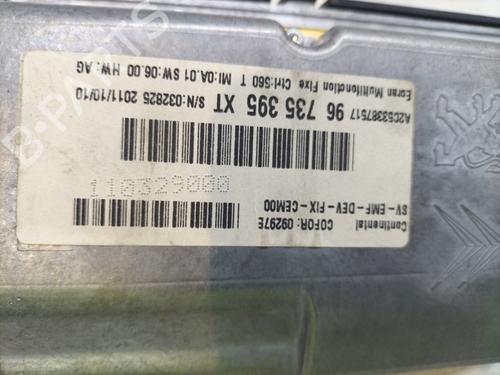 Continental
COFOR: 09297E
SV-EMF-DEV-FIX-CEM00
110329000
A2C53387517
96 735 395 XT
Ecran Multifonction Fixe Ctrl:560 T
MI:0A.01 SW:06.00 HW:AG
S/N:032825 2011/10/10
B-Parts